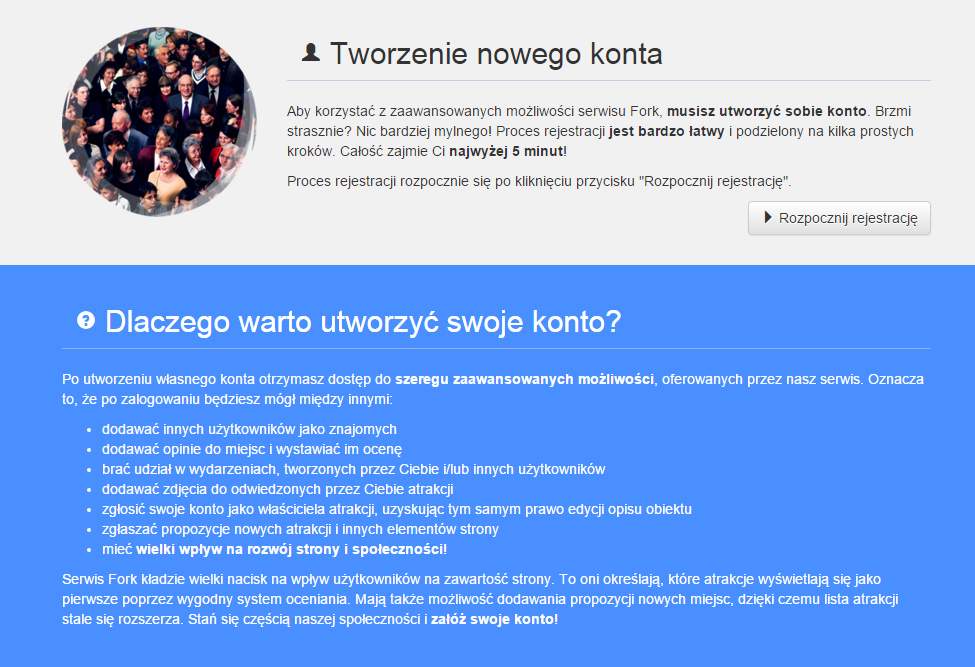 Tworzenie nowego konta
Aby korzystać z zaawansowanych możliwości serwisu Fork, musisz utworzyć sobie konto. Brzmi
strasznie? Nic bardziej mylnego! Proces rejestracji jest bardzo łatwy i podzielony na kilka prostych
kroków. Całość zajmie Ci najwyżej 5 minut!
Proces rejestracji rozpocznie się po kliknięciu przycisku "Rozpocznij rejestrację".
Rozpocznij rejestrację
Dlaczego warto utworzyć swoje konto?
Po utworzeniu własnego konta otrzymasz dostęp do szeregu zaawansowanych możliwości, oferowanych przez nasz serwis. Oznacza
to, że po zalogowaniu będziesz mógł między innymi:
• dodawać innych użytkowników jako znajomych
• dodawać opinie do miejsc i wystawiać im ocenę
• brać udział w wydarzeniach, tworzonych przez Ciebie i/lub innych użytkowników
• dodawać zdjęcia do odwiedzonych przez Ciebie atrakcji
• zgłosić swoje konto jako właściciela atrakcji, uzyskując tym samym prawo edycji opisu obiektu
• zgłaszać propozycje nowych atrakcji i innych elementów strony
• mieć wielki wpływ na rozwój strony i społeczności!
Serwis Fork kładzie wielki nacisk na wpływ użytkowników na zawartość strony. To oni określają, które atrakcje wyświetlają się jako
pierwsze poprzez wygodny system oceniania. Mają także możliwość dodawania propozycji nowych miejsc, dzięki czemu lista atrakcji
stale się rozszerza. Stań się częścią naszej społeczności i załóż swoje konto!